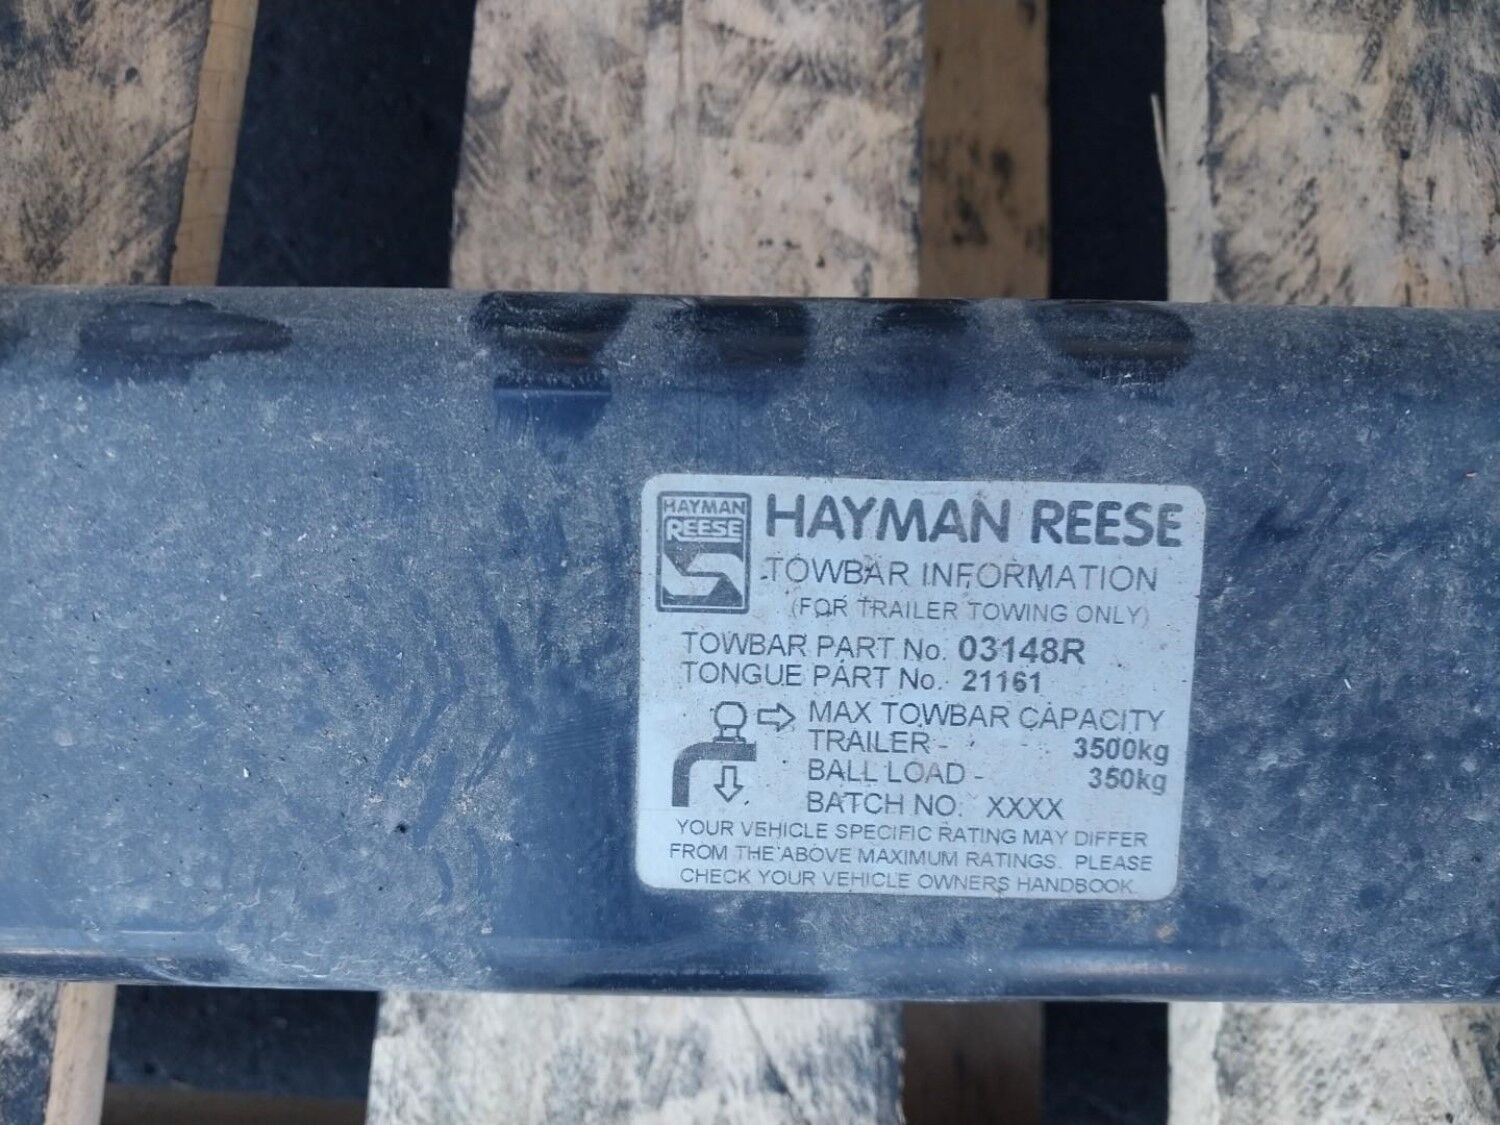 HAYMAN
REESE
HAYMAN REESE
TOWBAR INFORMATION
(FOR TRAILER TOWING ONLY)
TOWBAR PART No. 03148R
TONGUE PART No. 21161
MAX TOWBAR CAPACITY
TRAILER - 3500kg
BALL LOAD - 350kg
BATCH NO. XXXX
YOUR VEHICLE SPECIFIC RATING MAY DIFFER
FROM THE ABOVE MAXIMUM RATINGS. PLEASE
CHECK YOUR VEHICLE OWNERS HANDBOOK.